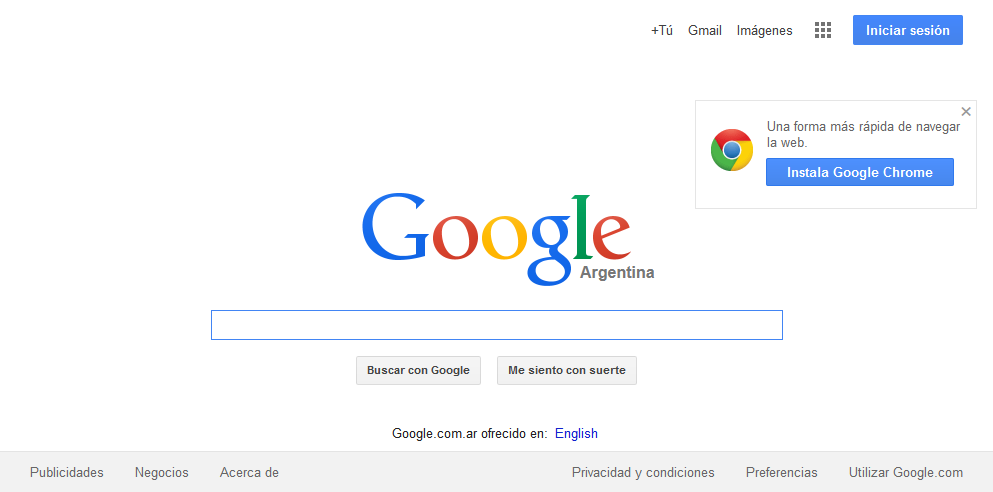 +Tú Gmail Imágenes Iniciar sesión
Una forma más rápida de navegar
la web.
Instala Google Chrome
Google
Argentina
Buscar con Google Me siento con suerte
Google.com.ar ofrecido en: English
Publicidades Negocios Acerca de Privacidad y condiciones Preferencias Utilizar Google.com